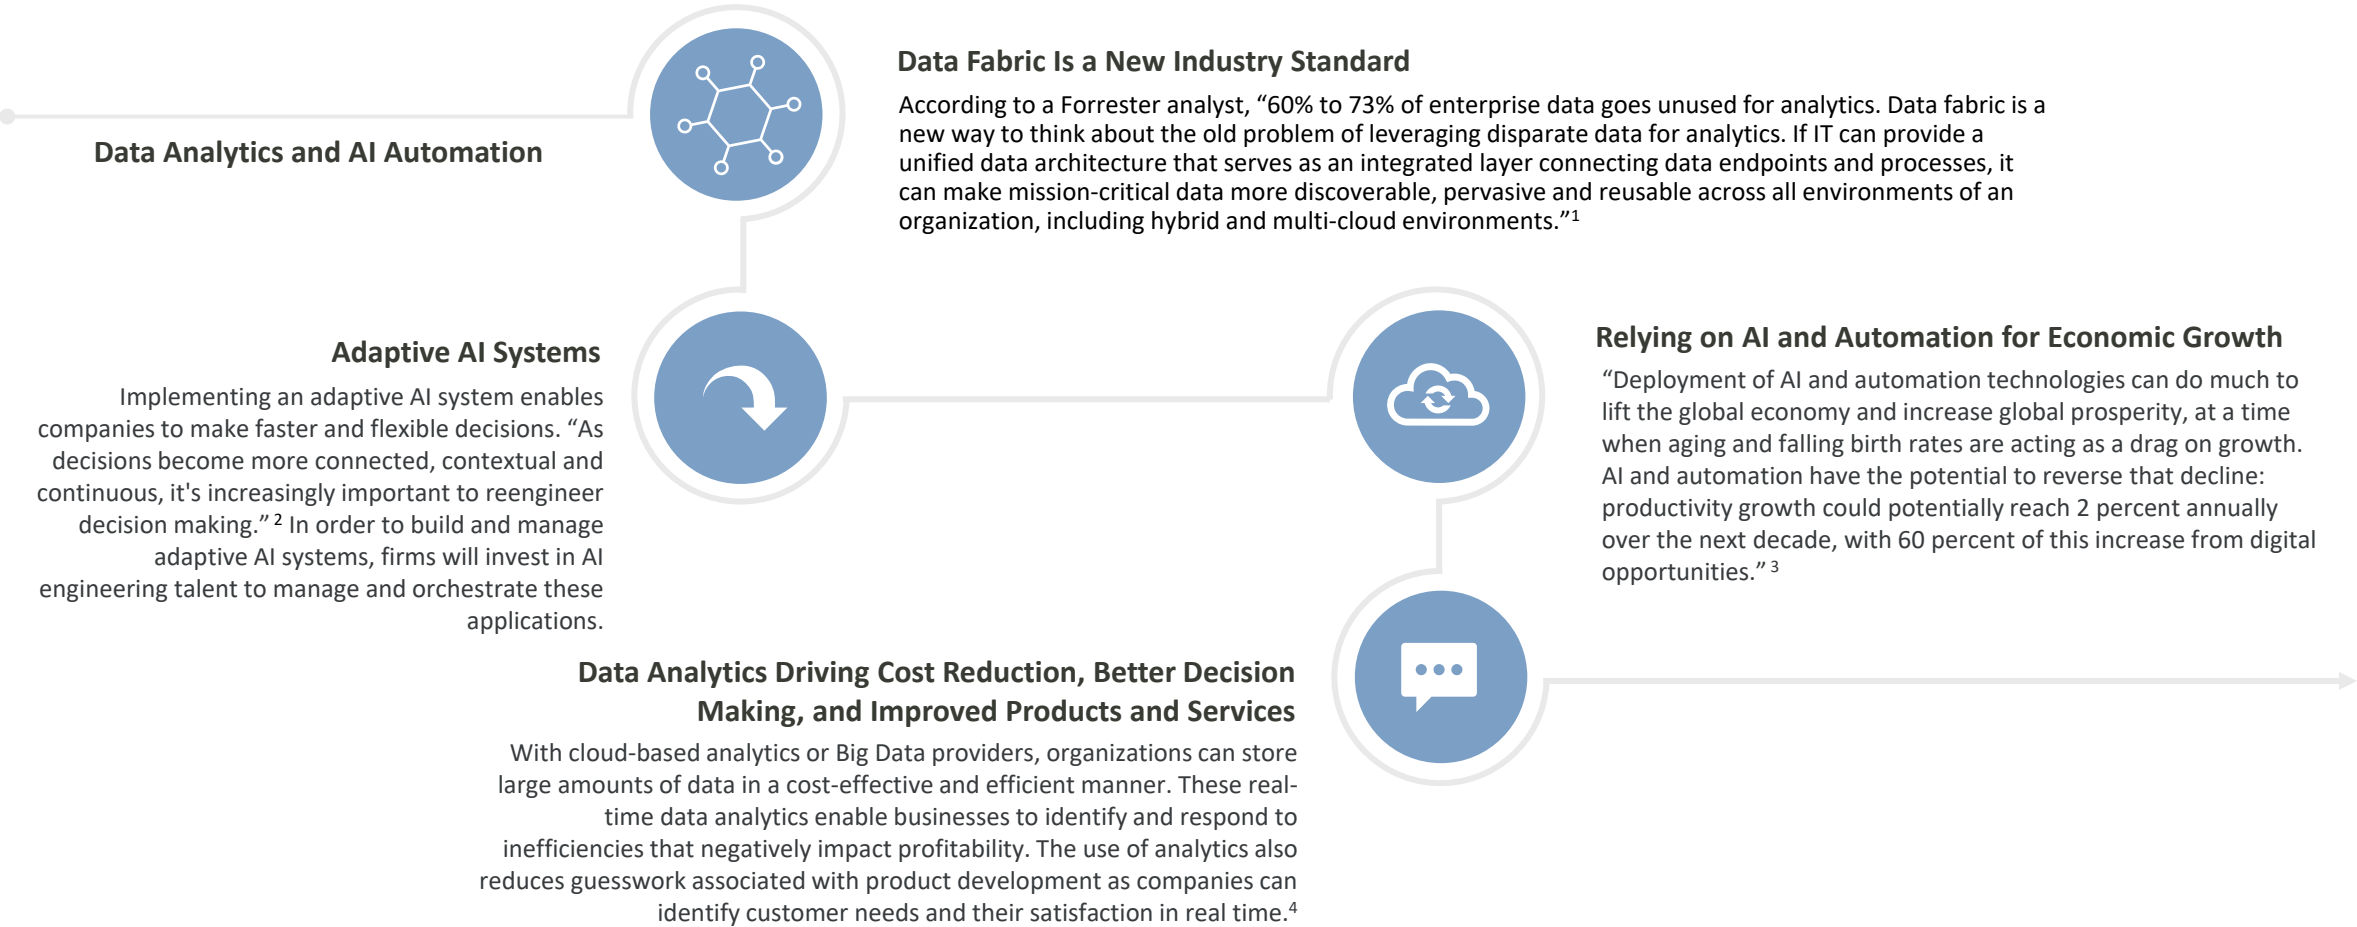 Data Analytics and AI Automation
Data Fabric Is a New Industry Standard
According to a Forrester analyst, “60% to 73% of enterprise data goes unused for analytics. Data fabric is a
new way to think about the old problem of leveraging disparate data for analytics. If IT can provide a
unified data architecture that serves as an integrated layer connecting data endpoints and processes, it
can make mission-critical data more discoverable, pervasive and reusable across all environments of an
organization, including hybrid and multi-cloud environments.”1
Adaptive AI Systems
Implementing an adaptive AI system enables
companies to make faster and flexible decisions. “As
decisions become more connected, contextual and
continuous, it's increasingly important to reengineer
decision making.” 2 In order to build and manage
adaptive AI systems, firms will invest in AI
engineering talent to manage and orchestrate these
applications.
Relying on AI and Automation for Economic Growth
“Deployment of AI and automation technologies can do much to
lift the global economy and increase global prosperity, at a time
when aging and falling birth rates are acting as a drag on growth.
AI and automation have the potential to reverse that decline:
productivity growth could potentially reach 2 percent annually
over the next decade, with 60 percent of this increase from digital
opportunities.” 3
Data Analytics Driving Cost Reduction, Better Decision
Making, and Improved Products and Services
With cloud-based analytics or Big Data providers, organizations can store
large amounts of data in a cost-effective and efficient manner. These real-
time data analytics enable businesses to identify and respond to
inefficiencies that negatively impact profitability. The use of analytics also
reduces guesswork associated with product development as companies can
identify customer needs and their satisfaction in real time.4